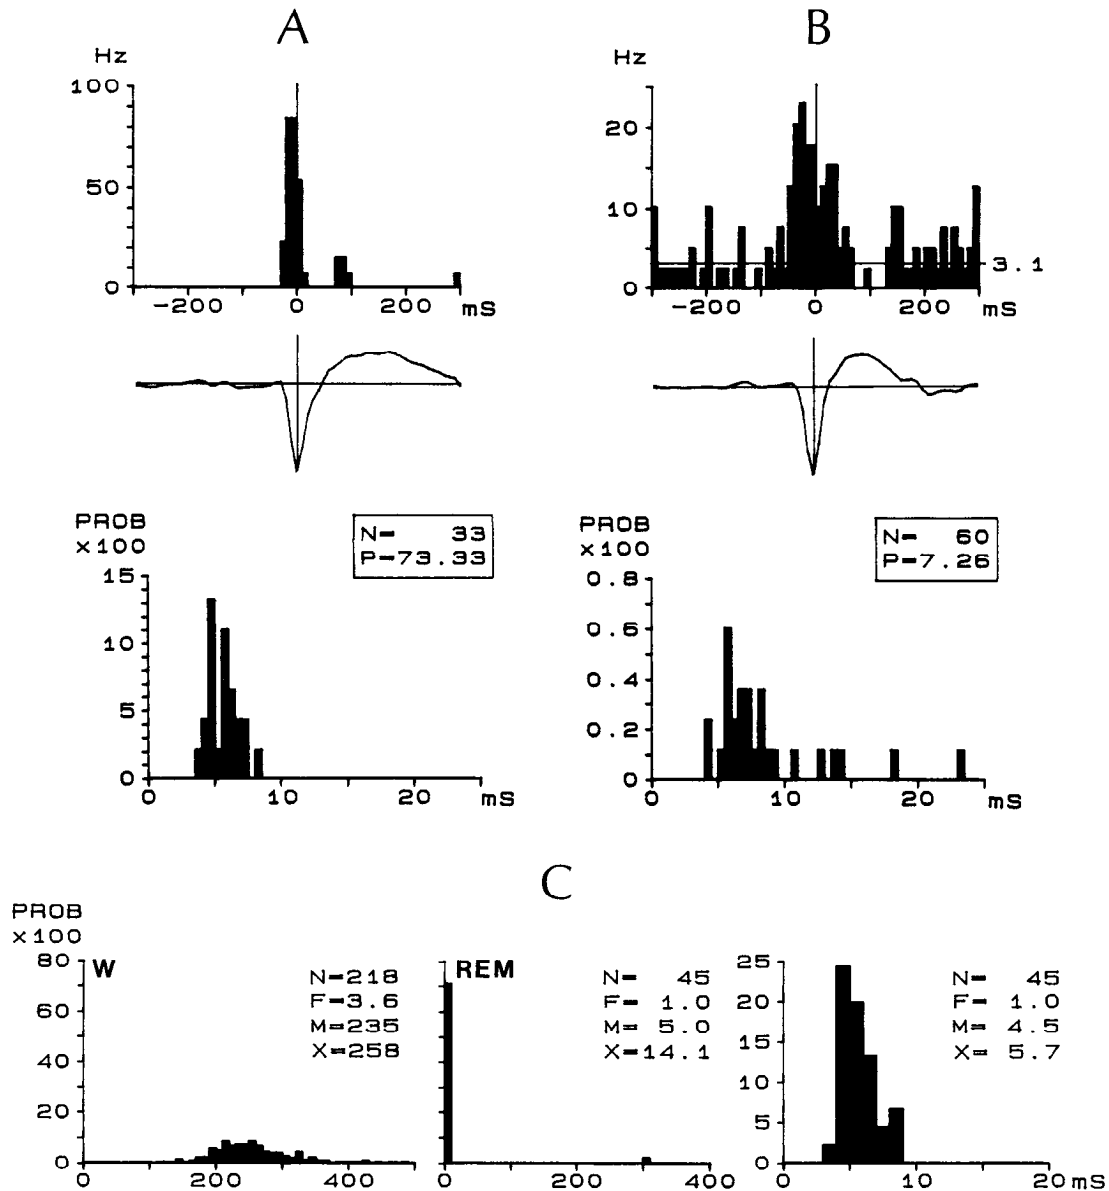 A
B
Hz
100
50
0
-200 0 200 mS
Hz
20
10
0
3.1
-200 0 200 mS
PROB
×100
N= 33
P=73.33
15
10
5
0
0 10 20 mS
PROB
×100
N= 60
P=7.26
0.8
0.6
0.4
0.2
0
0 10 20 mS
C
PROB
×100
80
60
40
20
0
W
N=218
F=3.6
M=235
X=258
0 200 400
REM
N= 45
F= 1.0
M= 5.0
X=14.1
0 200 400
25
20
15
10
5
0
N= 45
F= 1.0
M= 4.5
X= 5.7
0 10 20 mS